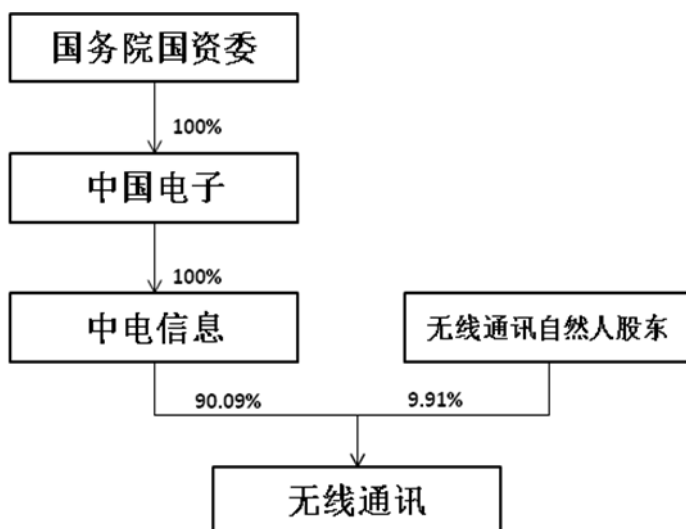 国务院国资委
100%
中国电子
100%
中电信息
无线通讯自然人股东
90.09%
9.91%
无线通讯